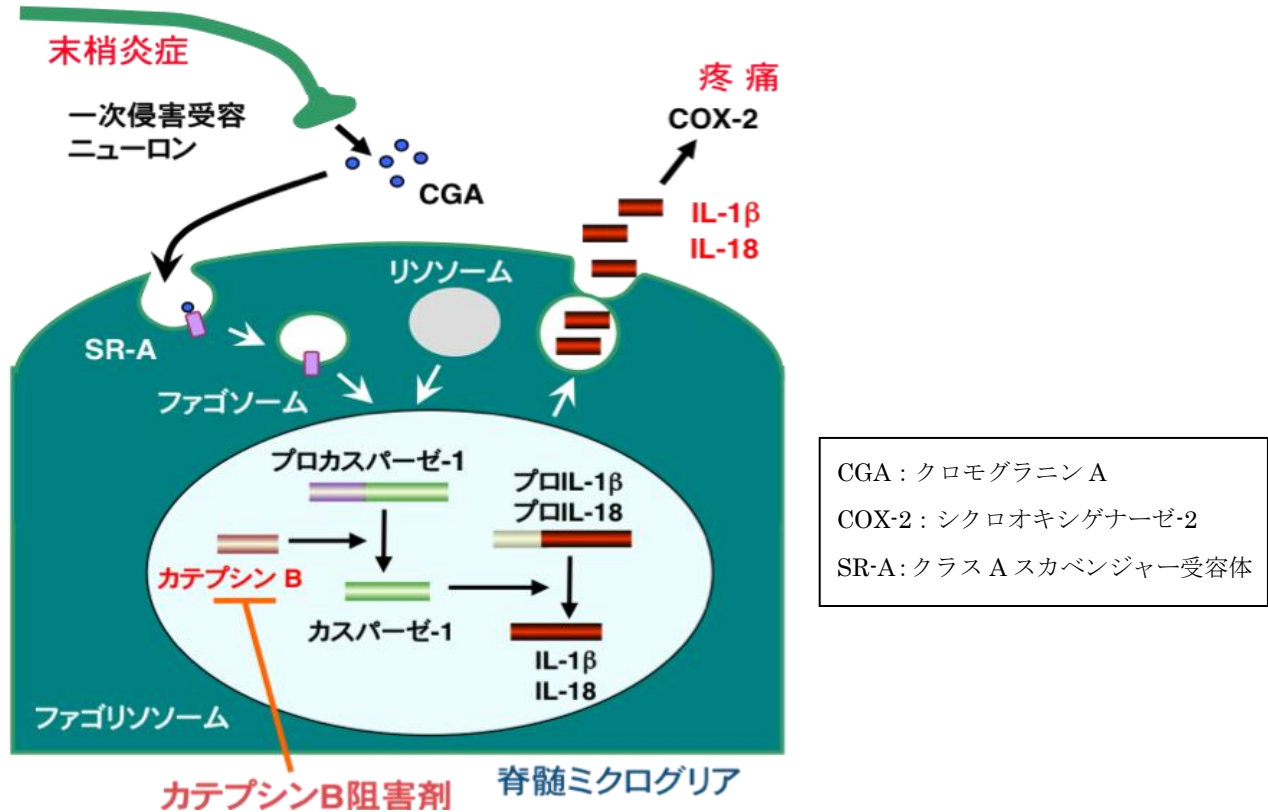 末梢炎症
一次侵害受容
ニューロン
CGA
疼 痛
COX-2
IL-1β
IL-18
リソソーム
SR-A
ファゴソーム
プロカスパーゼ-1
プロIL-1β
プロIL-18
カテプシン B
カスパーゼ-1
IL-1β
IL-18
ファゴリソソーム
カテプシンB阻害剤
脊髄ミクログリア
CGA：クロモグラニン A
COX-2：シクロオキシゲナーゼ-2
SR-A：クラス A スカベンジャー受容体